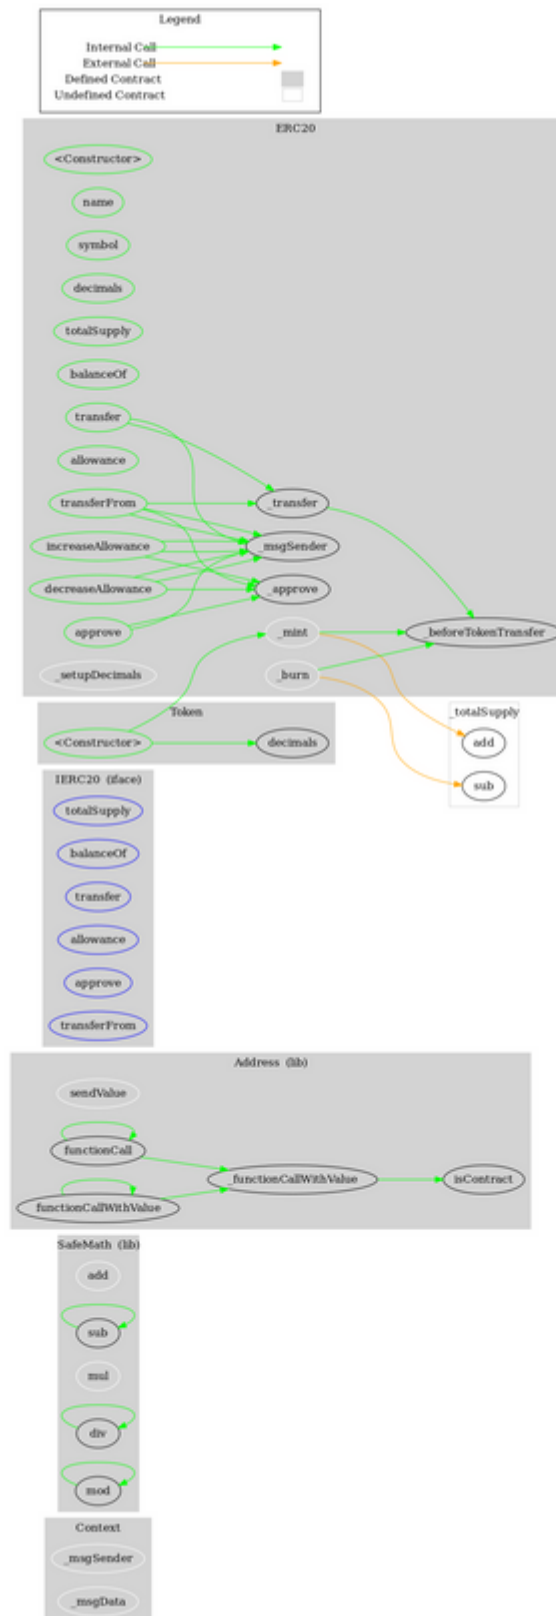 Legend
Internal Call
External Call
Defined Contract
Undefined Contract
ERC20
<Constructor>
name
symbol
decimals
totalSupply
balanceOf
transfer
allowance
transferFrom
_transfer
increaseAllowance
_msgSender
decreaseAllowance
_approve
approve
_mint
_beforeTokenTransfer
_setupDecimals
_burn
Token
_totalSupply
<Constructor>
decimals
add
sub
IERC20 (iface)
totalSupply
balanceOf
transfer
allowance
approve
transferFrom
Address (lib)
sendValue
functionCall
_functionCallWithValue
isContract
functionCallWithValue
SafeMath (lib)
add
sub
mul
div
mod
Context
_msgSender
_msgData